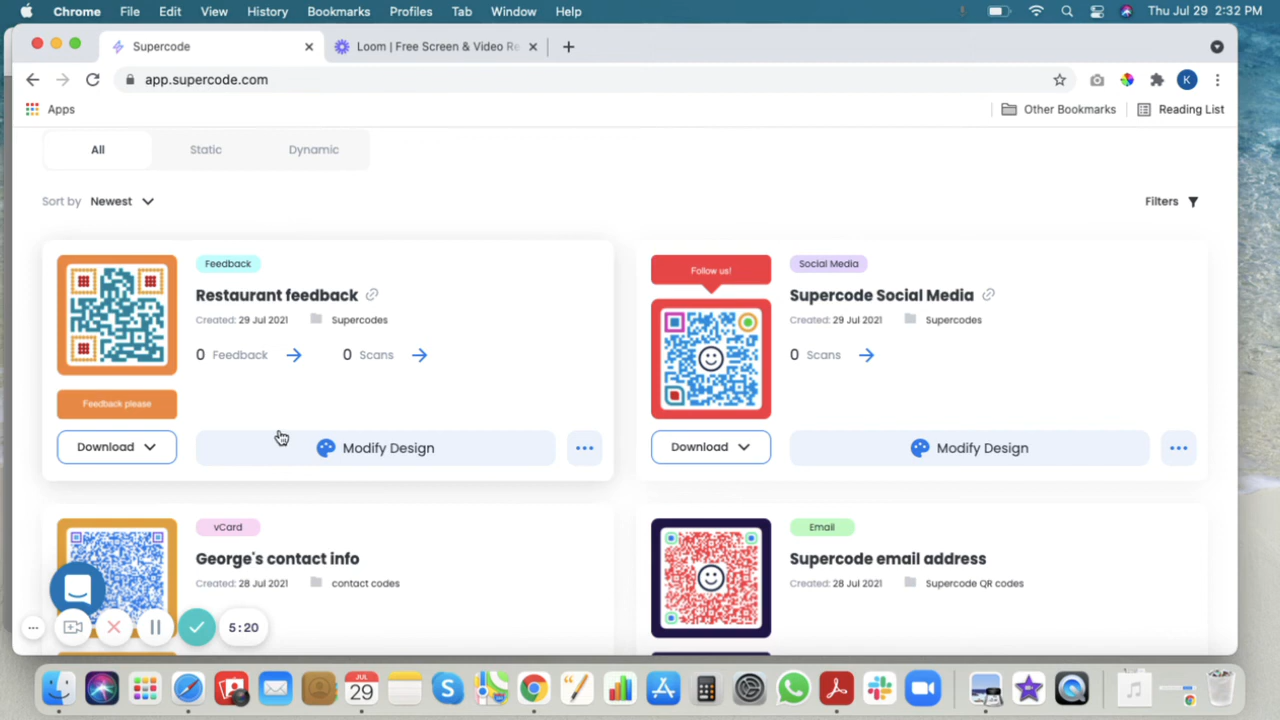 Chrome File Edit View History Bookmarks Profiles Tab Window Help Thu Jul 29 2:32 PM
Supercode Loom | Free Screen & Video Re
app.supercode.com
Apps Other Bookmarks Reading List
All Static Dynamic
Sort by Newest Filters
Feedback
Restaurant feedback
Created: 29 Jul 2021 Supercodes
0 Feedback 0 Scans
Feedback please
Download Modify Design
Follow us! Social Media
Supercode Social Media
Created: 29 Jul 2021 Supercodes
0 Scans
Download Modify Design
vCard
George's contact info
Created: 28 Jul 2021 contact codes
Email
Supercode email address
Created: 28 Jul 2021 Supercode QR codes
5:20
K
JUL
29